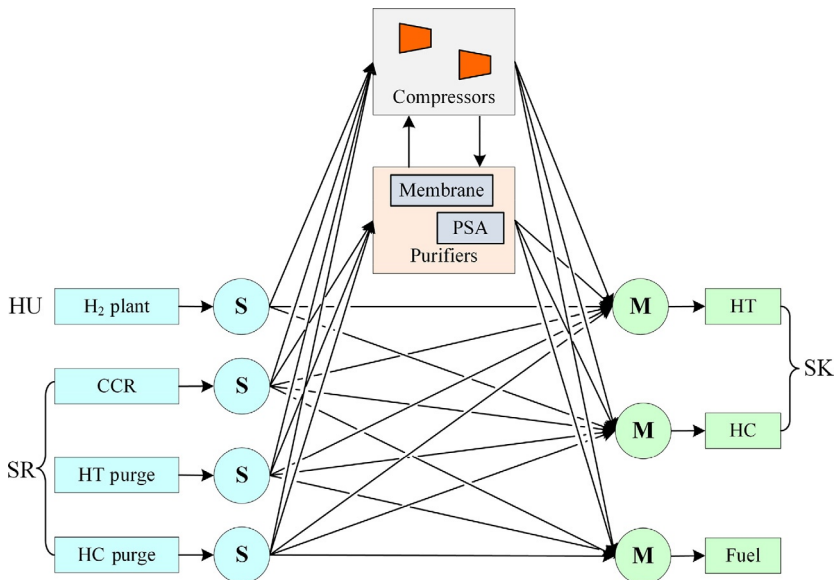 Compressors
Membrane
PSA
Purifiers
HU
H₂ plant
S
M
HT
CCR
S
SK
M
HC
SR
HT purge
S
HC purge
S
M
Fuel